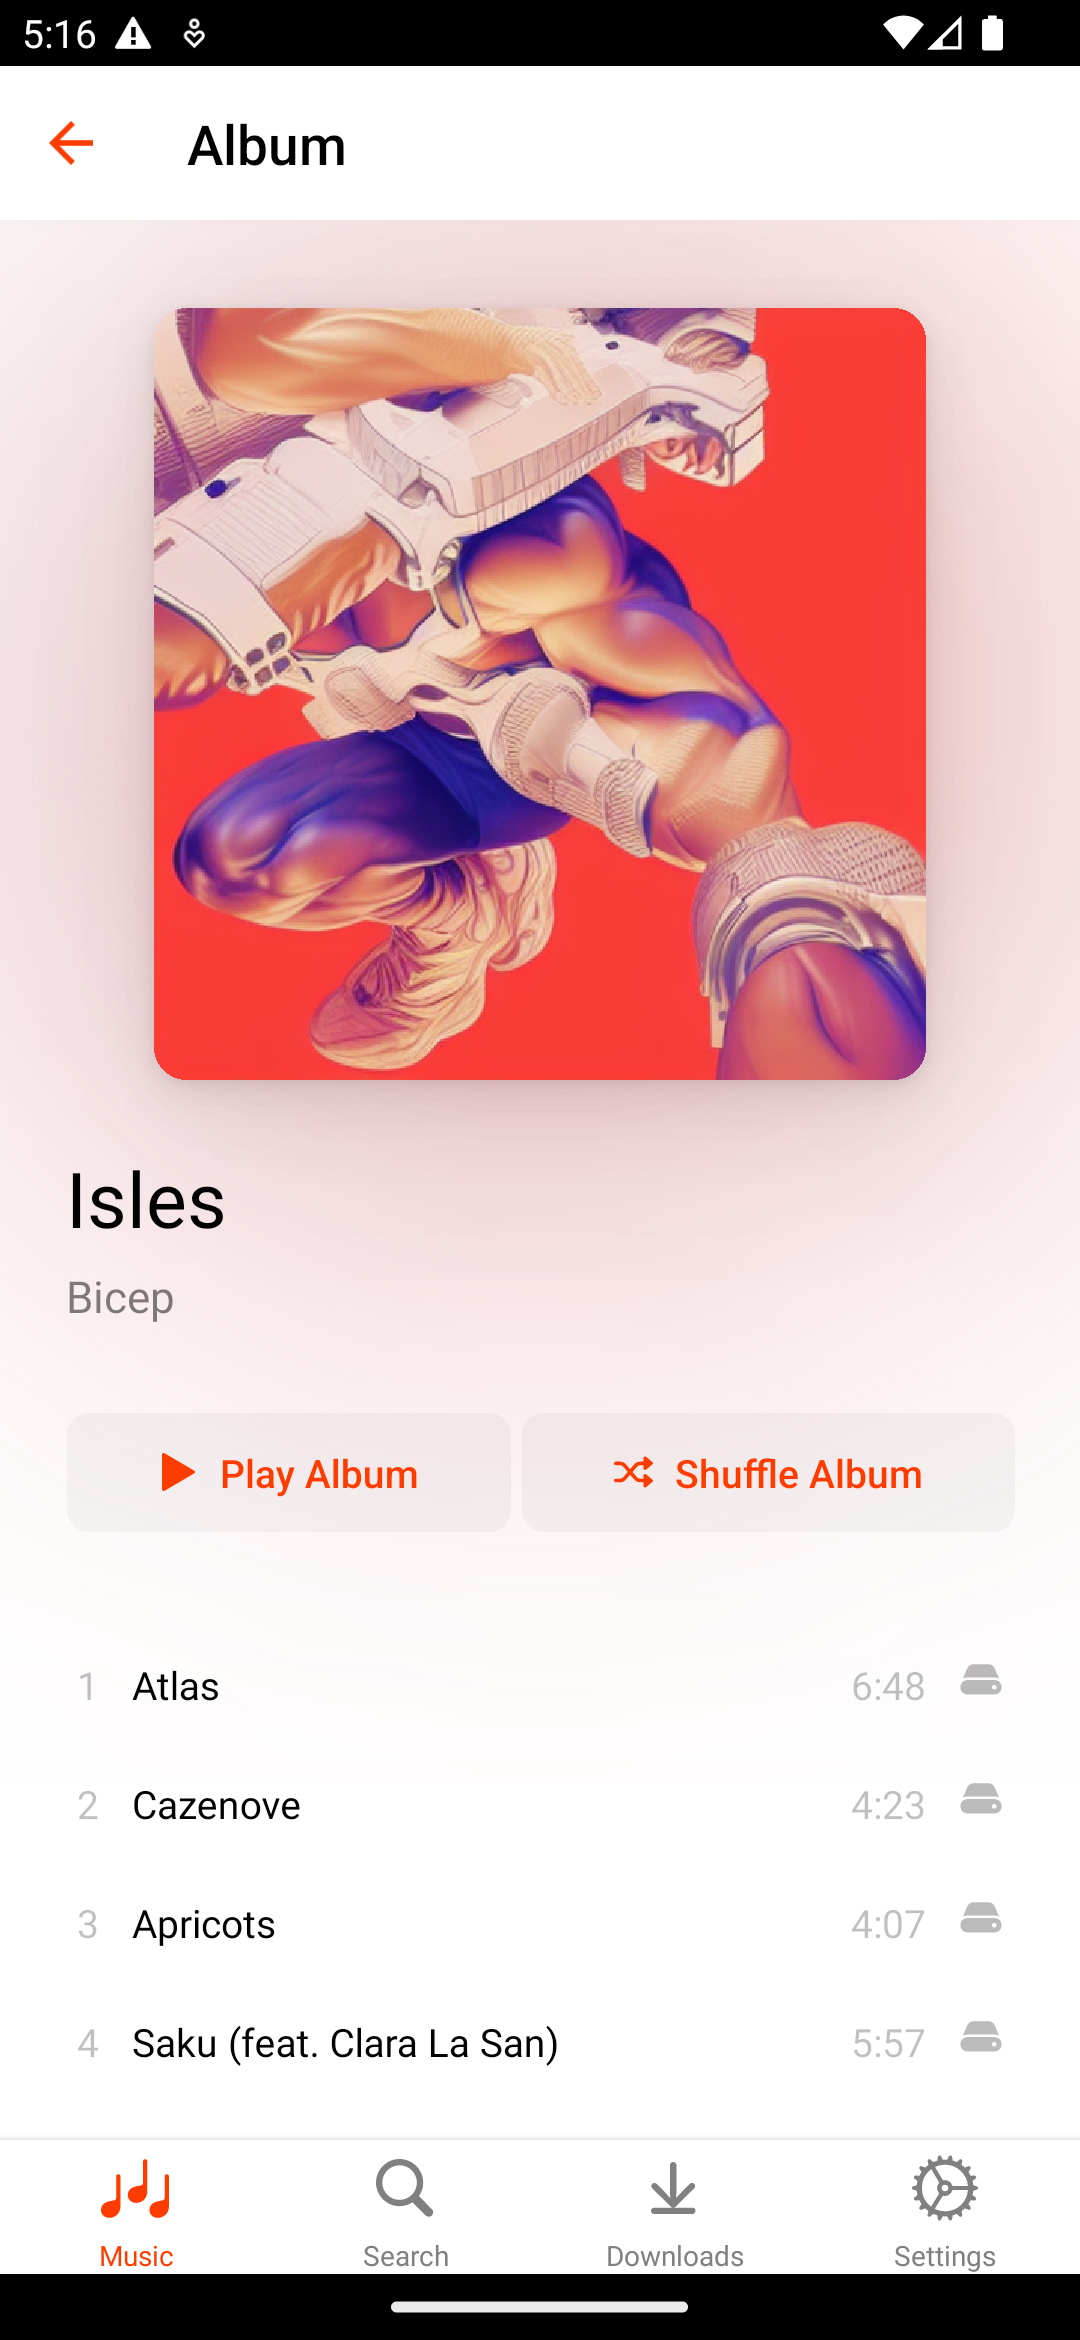 5:16
Album
Isles
Bicep
Play Album
Shuffle Album
1 Atlas 6:48
2 Cazenove 4:23
3 Apricots 4:07
4 Saku (feat. Clara La San) 5:57
Music Search Downloads Settings